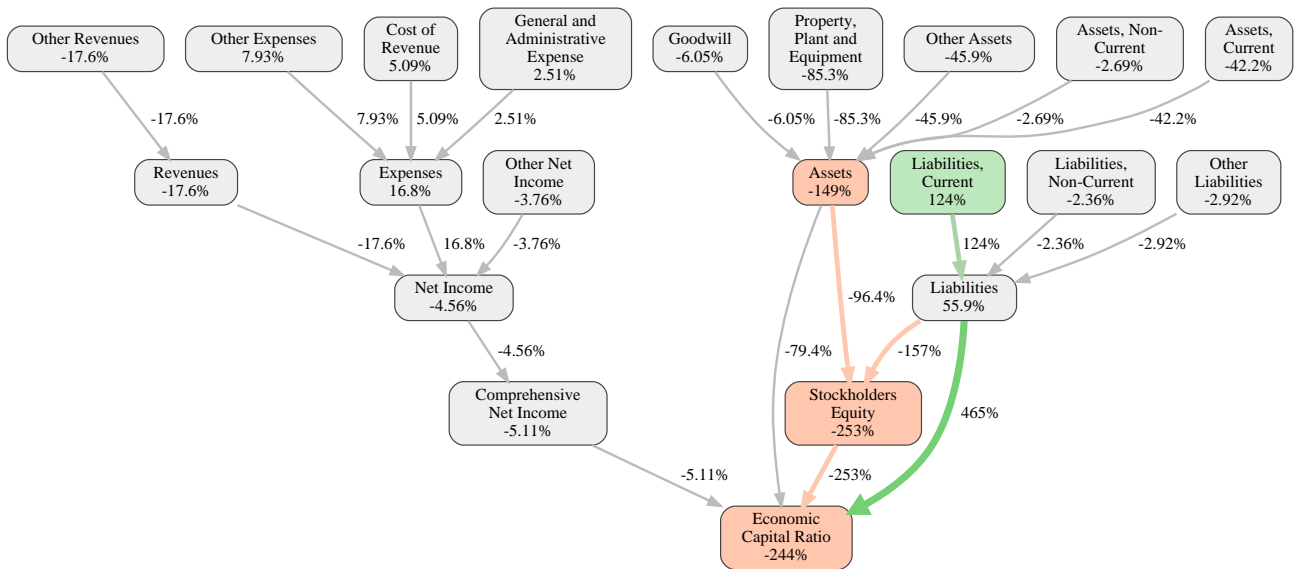 Other Revenues
-17.6%
Other Expenses
7.93%
Cost of
Revenue
5.09%
General and
Administrative
Expense
2.51%
Goodwill
-6.05%
Property,
Plant and
Equipment
-85.3%
Other Assets
-45.9%
Assets, Non-
Current
-2.69%
Assets,
Current
-42.2%
-17.6%
7.93%
5.09%
2.51%
-6.05%
-85.3%
-45.9%
-2.69%
-42.2%
Revenues
-17.6%
Expenses
16.8%
Other Net
Income
-3.76%
Assets
-149%
Liabilities,
Current
124%
Liabilities,
Non-Current
-2.36%
Other
Liabilities
-2.92%
-17.6%
16.8%
-3.76%
124%
-2.36%
-2.92%
Net Income
-4.56%
Liabilities
55.9%
-96.4%
-4.56%
-79.4%
-157%
Comprehensive
Net Income
-5.11%
Stockholders
Equity
-253%
465%
-5.11%
-253%
Economic
Capital Ratio
-244%